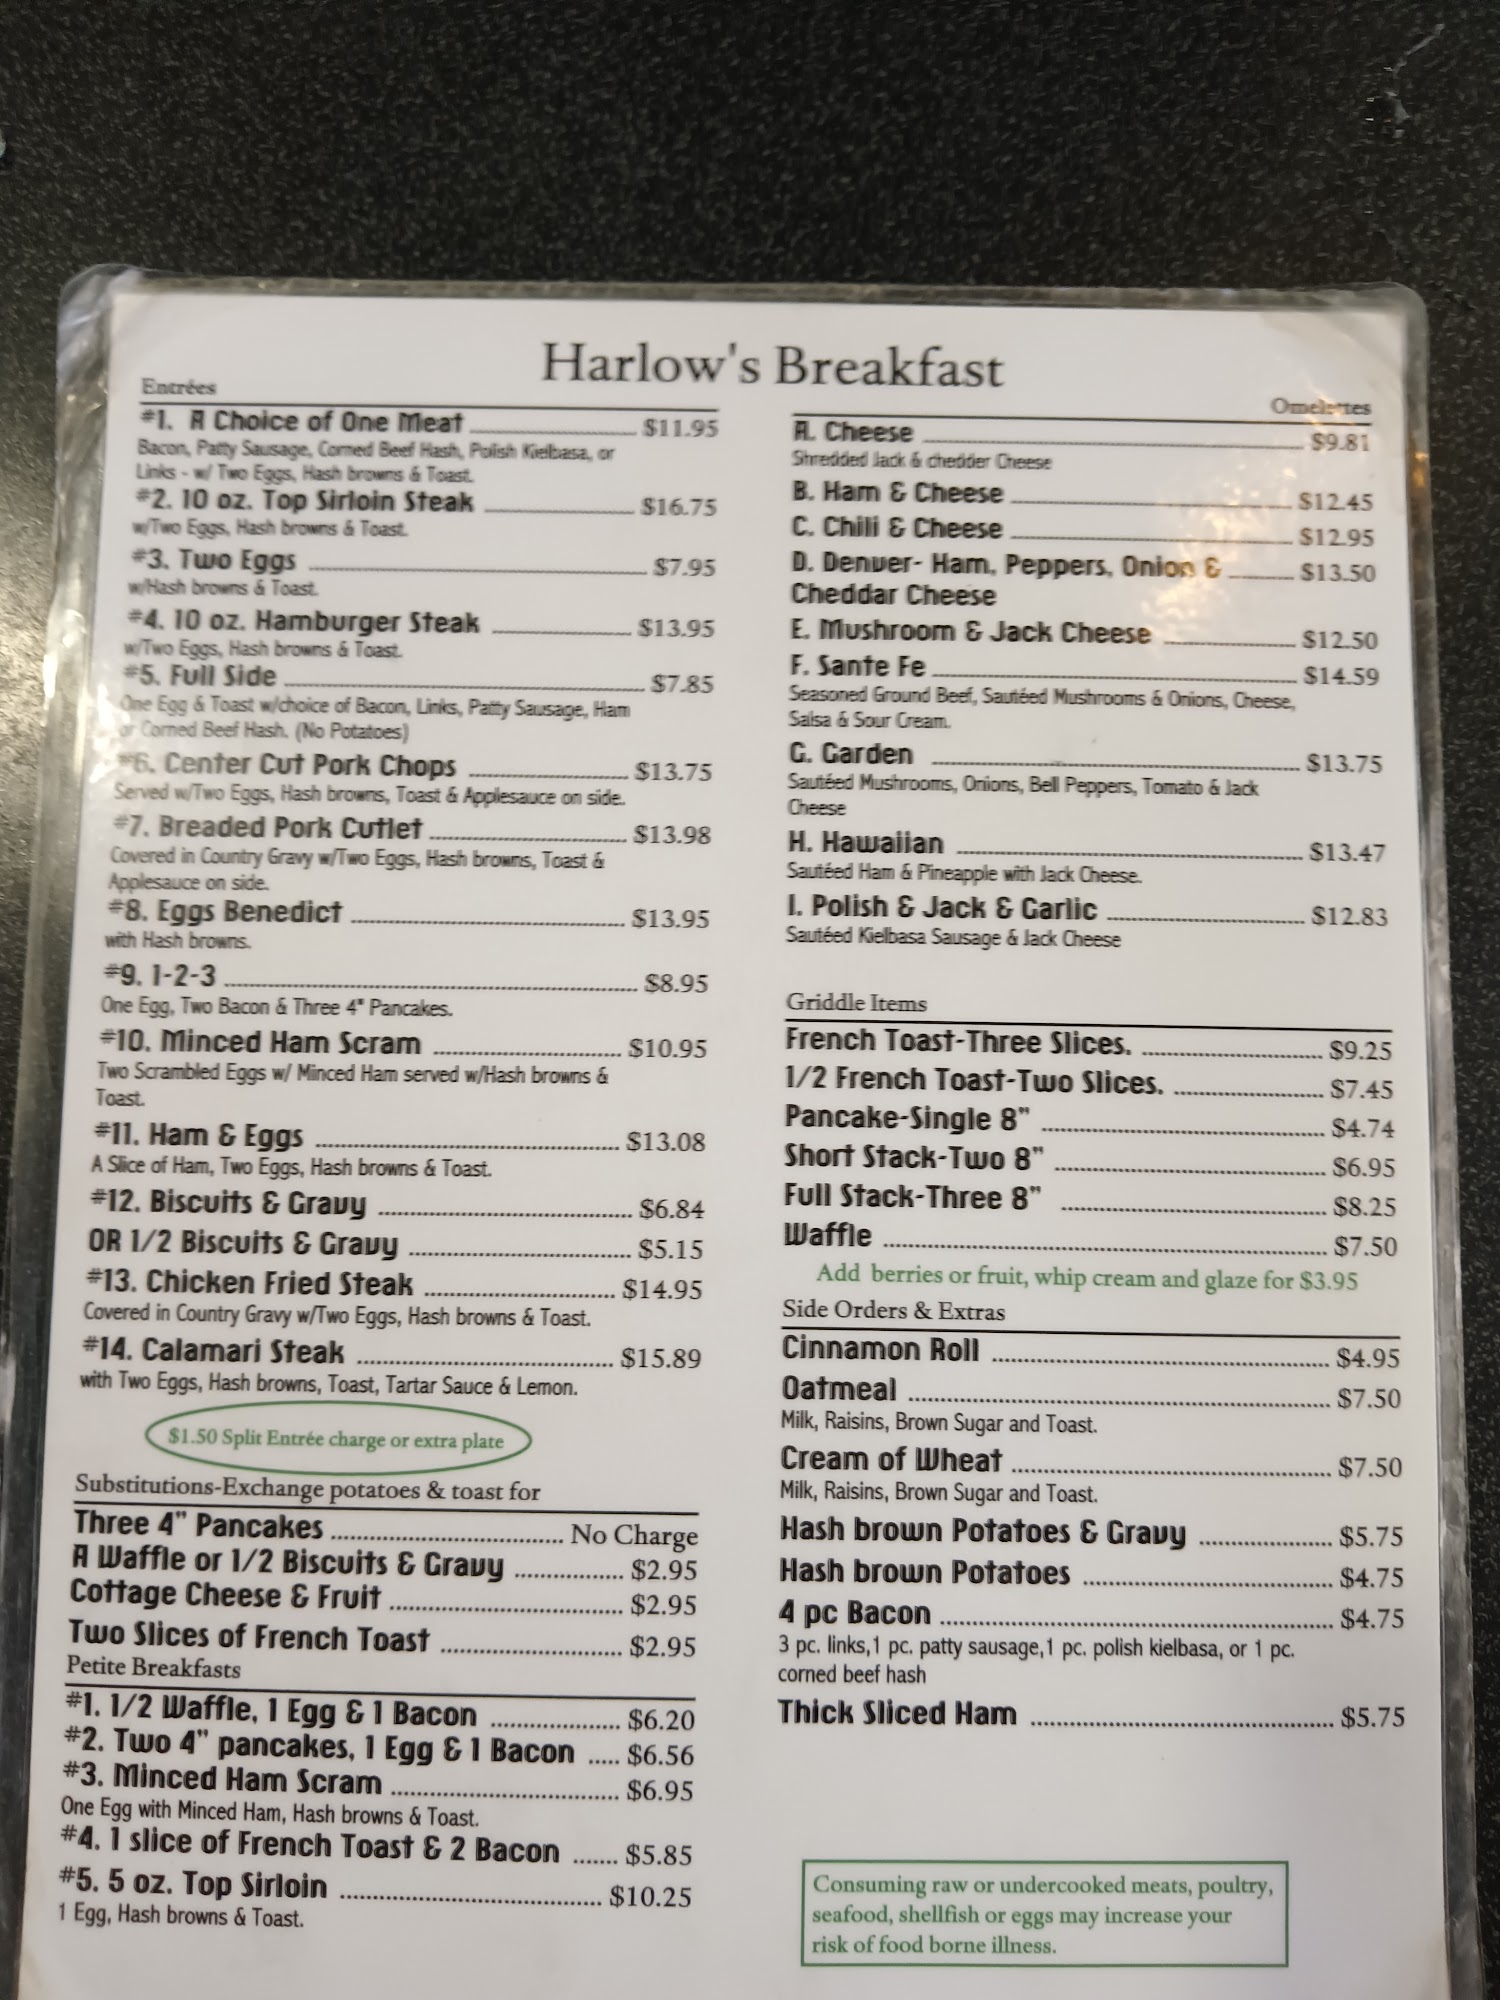 Harlow's Breakfast
Entrées
#1. A Choice of One Meat $11.95
Bacon, Patty Sausage, Corned Beef Hash, Polish Kielbasa, or
Links - w/ Two Eggs, Hash browns & Toast.
#2. 10 oz. Top Sirloin Steak $16.75
w/Two Eggs, Hash browns & Toast.
#3. Two Eggs $7.95
w/Hash browns & Toast.
#4. 10 oz. Hamburger Steak $13.95
w/Two Eggs, Hash browns & Toast.
#5. Full Side $7.85
One Egg & Toast w/choice of Bacon, Links, Patty Sausage, Ham
or Corned Beef Hash. (No Potatoes)
#6. Center Cut Pork Chops $13.75
Served w/Two Eggs, Hash browns, Toast & Applesauce on side.
#7. Breaded Pork Cutlet $13.98
Covered in Country Gravy w/Two Eggs, Hash browns, Toast &
Applesauce on side.
#8. Eggs Benedict $13.95
with Hash browns.
#9. 1-2-3 $8.95
One Egg, Two Bacon & Three 4" Pancakes.
#10. Minced Ham Scram $10.95
Two Scrambled Eggs w/ Minced Ham served w/Hash browns &
Toast.
#11. Ham & Eggs $13.08
A Slice of Ham, Two Eggs, Hash browns & Toast.
#12. Biscuits & Gravy $6.84
OR 1/2 Biscuits & Gravy $5.15
#13. Chicken Fried Steak $14.95
Covered in Country Gravy w/Two Eggs, Hash browns & Toast.
#14. Calamari Steak $15.89
with Two Eggs, Hash browns, Toast, Tartar Sauce & Lemon.
$1.50 Split Entrée charge or extra plate
Substitutions-Exchange potatoes & toast for
Three 4" Pancakes No Charge
A Waffle or 1/2 Biscuits & Gravy $2.95
Cottage Cheese & Fruit $2.95
Two Slices of French Toast $2.95
Petite Breakfasts
#1. 1/2 Waffle, 1 Egg & 1 Bacon $6.20
#2. Two 4" pancakes, 1 Egg & 1 Bacon $6.56
#3. Minced Ham Scram $6.95
One Egg with Minced Ham, Hash browns & Toast.
#4. 1 slice of French Toast & 2 Bacon $5.85
#5. 5 oz. Top Sirloin $10.25
1 Egg, Hash browns & Toast.
Omelettes
A. Cheese $9.81
Shredded Jack & chedder Cheese
B. Ham & Cheese $12.45
C. Chili & Cheese $12.95
D. Denver- Ham, Peppers, Onion & $13.50
Cheddar Cheese
E. Mushroom & Jack Cheese $12.50
F. Sante Fe $14.59
Seasoned Ground Beef, Sautéed Mushrooms & Onions, Cheese,
Salsa & Sour Cream.
G. Garden $13.75
Sautéed Mushrooms, Onions, Bell Peppers, Tomato & Jack
Cheese
H. Hawaiian $13.47
Sautéed Ham & Pineapple with Jack Cheese.
I. Polish & Jack & Garlic $12.83
Sautéed Kielbasa Sausage & Jack Cheese
Griddle Items
French Toast-Three Slices. $9.25
1/2 French Toast-Two Slices. $7.45
Pancake-Single 8" $4.74
Short Stack-Two 8" $6.95
Full Stack-Three 8" $8.25
Waffle $7.50
Add berries or fruit, whip cream and glaze for $3.95
Side Orders & Extras
Cinnamon Roll $4.95
Oatmeal $7.50
Milk, Raisins, Brown Sugar and Toast.
Cream of Wheat $7.50
Milk, Raisins, Brown Sugar and Toast.
Hash brown Potatoes & Gravy $5.75
Hash brown Potatoes $4.75
4 pc Bacon $4.75
3 pc. links,1 pc. patty sausage,1 pc. polish kielbasa, or 1 pc.
corned beef hash
Thick Sliced Ham $5.75
Consuming raw or undercooked meats, poultry,
seafood, shellfish or eggs may increase your
risk of food borne illness.